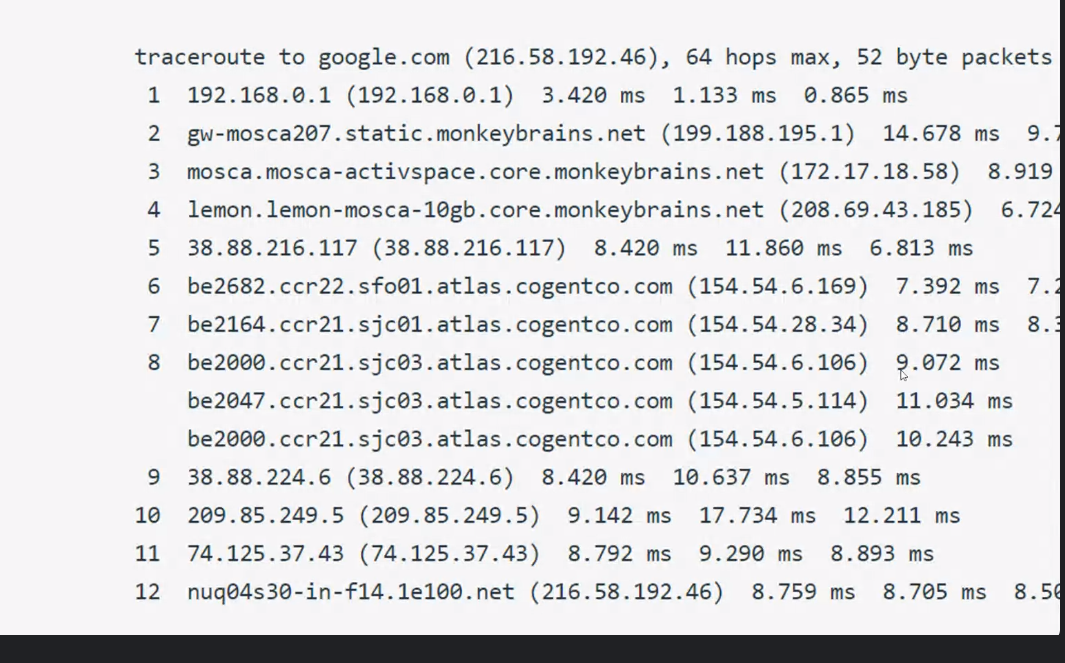 traceroute to google.com (216.58.192.46), 64 hops max, 52 byte packets
1 192.168.0.1 (192.168.0.1) 3.420 ms 1.133 ms 0.865 ms
2 gw-mosca207.static.monkeybrains.net (199.188.195.1) 14.678 ms 9.7
3 mosca.mosca-activspace.core.monkeybrains.net (172.17.18.58) 8.919
4 lemon.lemon-mosca-10gb.core.monkeybrains.net (208.69.43.185) 6.724
5 38.88.216.117 (38.88.216.117) 8.420 ms 11.860 ms 6.813 ms
6 be2682.ccr22.sfo01.atlas.cogentco.com (154.54.6.169) 7.392 ms 7.2
7 be2164.ccr21.sjc01.atlas.cogentco.com (154.54.28.34) 8.710 ms 8.3
8 be2000.ccr21.sjc03.atlas.cogentco.com (154.54.6.106) 9.072 ms
be2047.ccr21.sjc03.atlas.cogentco.com (154.54.5.114) 11.034 ms
be2000.ccr21.sjc03.atlas.cogentco.com (154.54.6.106) 10.243 ms
9 38.88.224.6 (38.88.224.6) 8.420 ms 10.637 ms 8.855 ms
10 209.85.249.5 (209.85.249.5) 9.142 ms 17.734 ms 12.211 ms
11 74.125.37.43 (74.125.37.43) 8.792 ms 9.290 ms 8.893 ms
12 nuq04s30-in-f14.1e100.net (216.58.192.46) 8.759 ms 8.705 ms 8.50